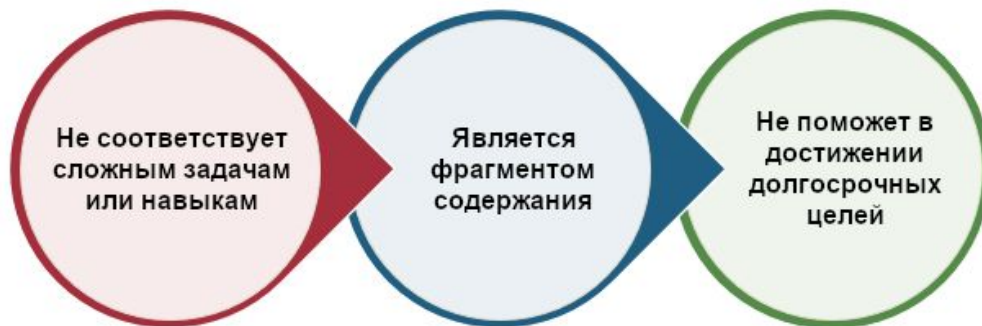 Не соответствует
сложным задачам
или навыкам
Является
фрагментом
содержания
Не поможет в
достижении
долгосрочных
целей